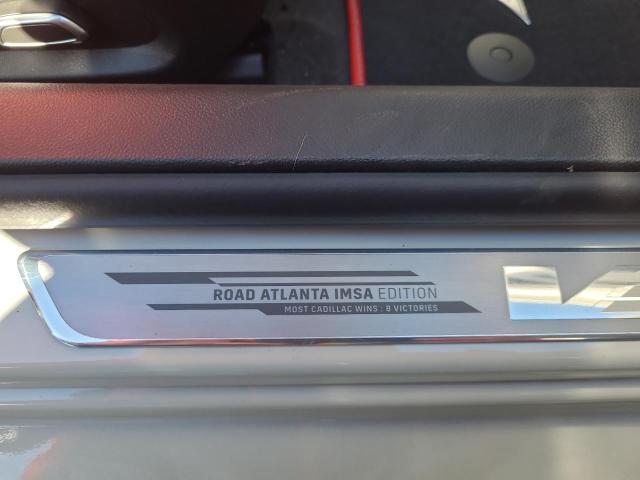 ROAD ATLANTA IMSA EDITION
MOST CADILLAC WINS : 8 VICTORIES
V